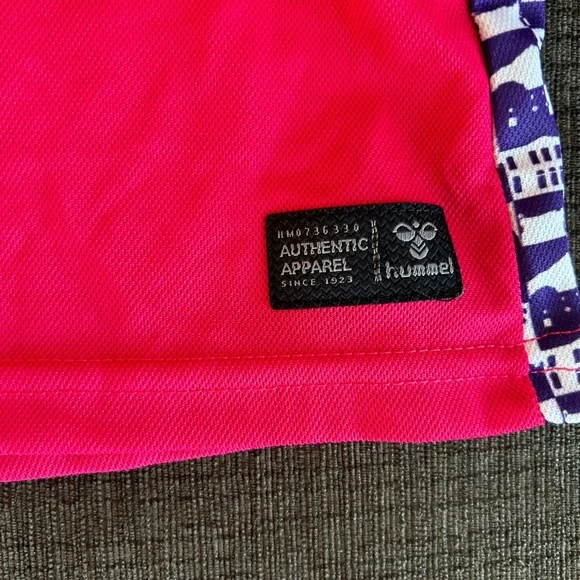 HM0736330
AUTHENTIC
APPAREL
SINCE 1923
hummel